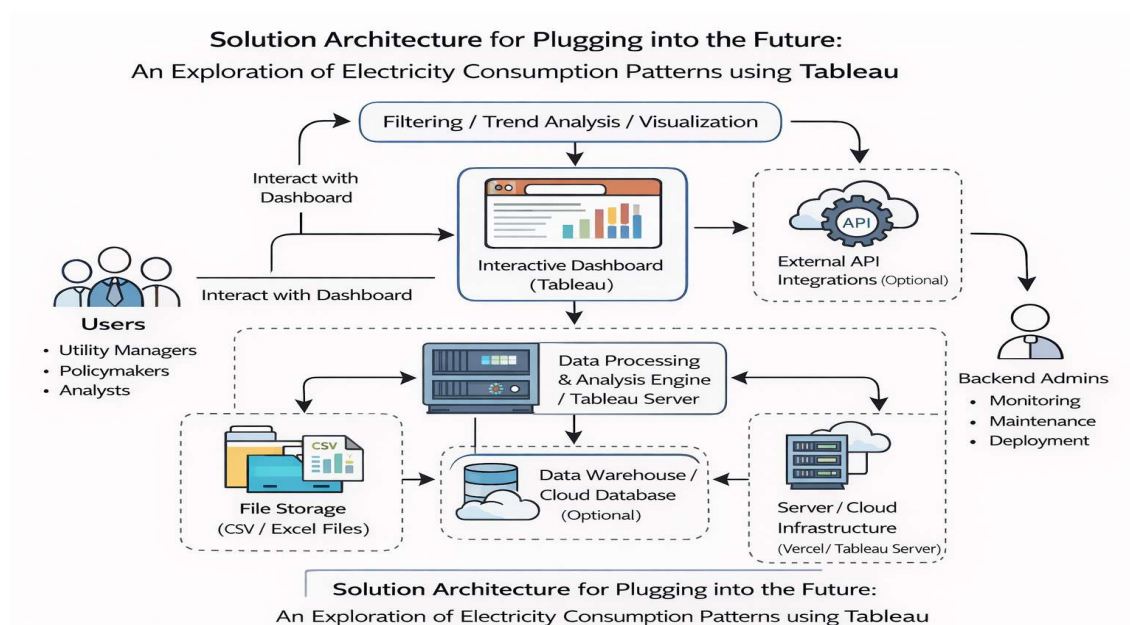 Solution Architecture for Plugging into the Future:
An Exploration of Electricity Consumption Patterns using Tableau
Filtering / Trend Analysis / Visualization
Interact with
Dashboard
API
External API
Integrations (Optional)
Interactive Dashboard
(Tableau)
Interact with Dashboard
Users
• Utility Managers
• Policymakers
• Analysts
Data Processing
& Analysis Engine
/ Tableau Server
Backend Admins
• Monitoring
• Maintenance
• Deployment
CSV
File Storage
(CSV / Excel Files)
Data Warehouse /
Cloud Database
(Optional)
Server / Cloud
Infrastructure
(Vercel / Tableau Server)
Solution Architecture for Plugging into the Future:
An Exploration of Electricity Consumption Patterns using Tableau